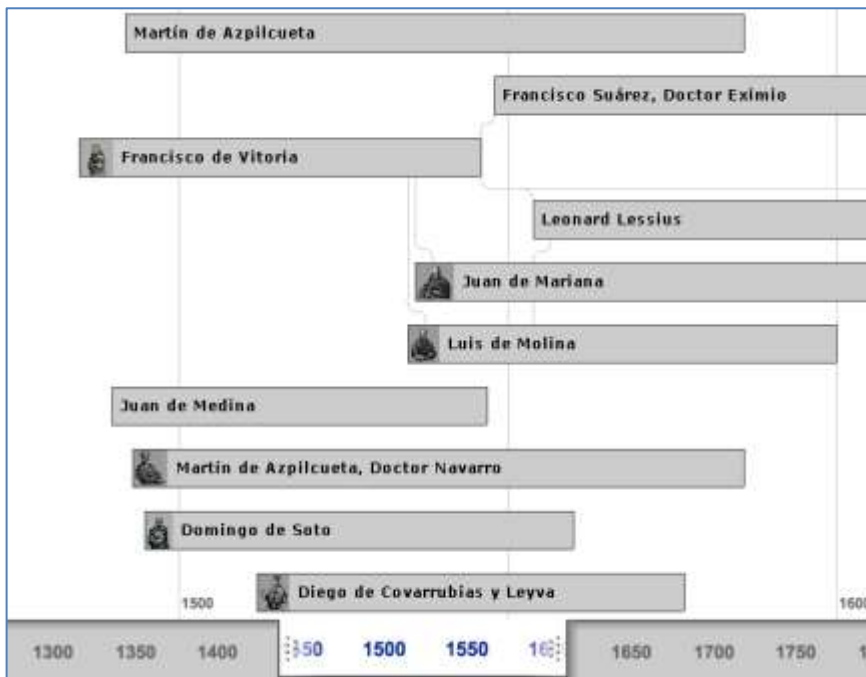 Martín de Azpilcueta
Francisco Suárez, Doctor Eximio
Francisco de Vitoria
Leonard Lessius
Juan de Mariana
Luis de Molina
Juan de Medina
Martín de Azpilcueta, Doctor Navarro
Domingo de Soto
Diego de Covarrubias y Leyva
1500 1600
1300 1350 1400 1500 1550 1650 1700 1750